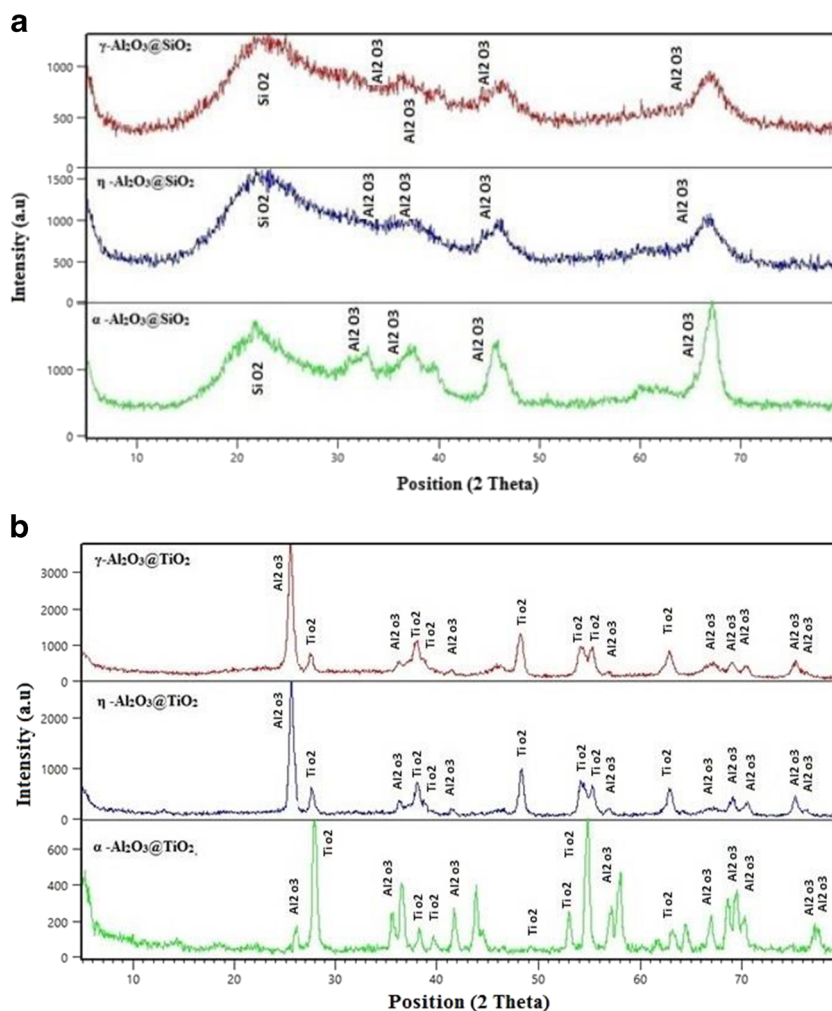 a
γ-Al₂O₃@SiO₂
1000
500
0
Si O2
Al2 O3
Al2 O3
Al2 O3
Al2 O3
η -Al₂O₃@SiO₂
1500
1000
500
0
Si O2
Al2 O3
Al2 O3
Al2 O3
Al2 O3
α -Al₂O₃@SiO₂
1000
0
Si O2
Al2 O3
Al2 O3
Al2 O3
Al2 O3
Intensity (a.u)
10 20 30 40 50 60 70
Position (2 Theta)
b
γ-Al₂O₃@TiO₂
3000
2000
1000
0
Al2 o3
Ti o2
Al2 o3
Ti o2
Ti o2
Al2 o3
Ti o2
Ti o2
Ti o2
Al2 o3
Ti o2
Al2 o3
Al2 o3
Al2 o3
Al2 o3
Al2 o3
η -Al₂O₃@TiO₂
2000
1000
0
Al2 o3
Ti o2
Al2 o3
Ti o2
Ti o2
Al2 o3
Ti o2
Ti o2
Ti o2
Al2 o3
Ti o2
Al2 o3
Al2 o3
Al2 o3
Al2 o3
Al2 o3
α -Al₂O₃@TiO₂
600
400
200
0
Al2 o3
Ti o2
Al2 o3
Ti o2
Ti o2
Al2 o3
Ti o2
Ti o2
Ti o2
Al2 o3
Ti o2
Al2 o3
Al2 o3
Al2 o3
Al2 o3
Al2 o3
Intensity (a.u)
10 20 30 40 50 60 70
Position (2 Theta)